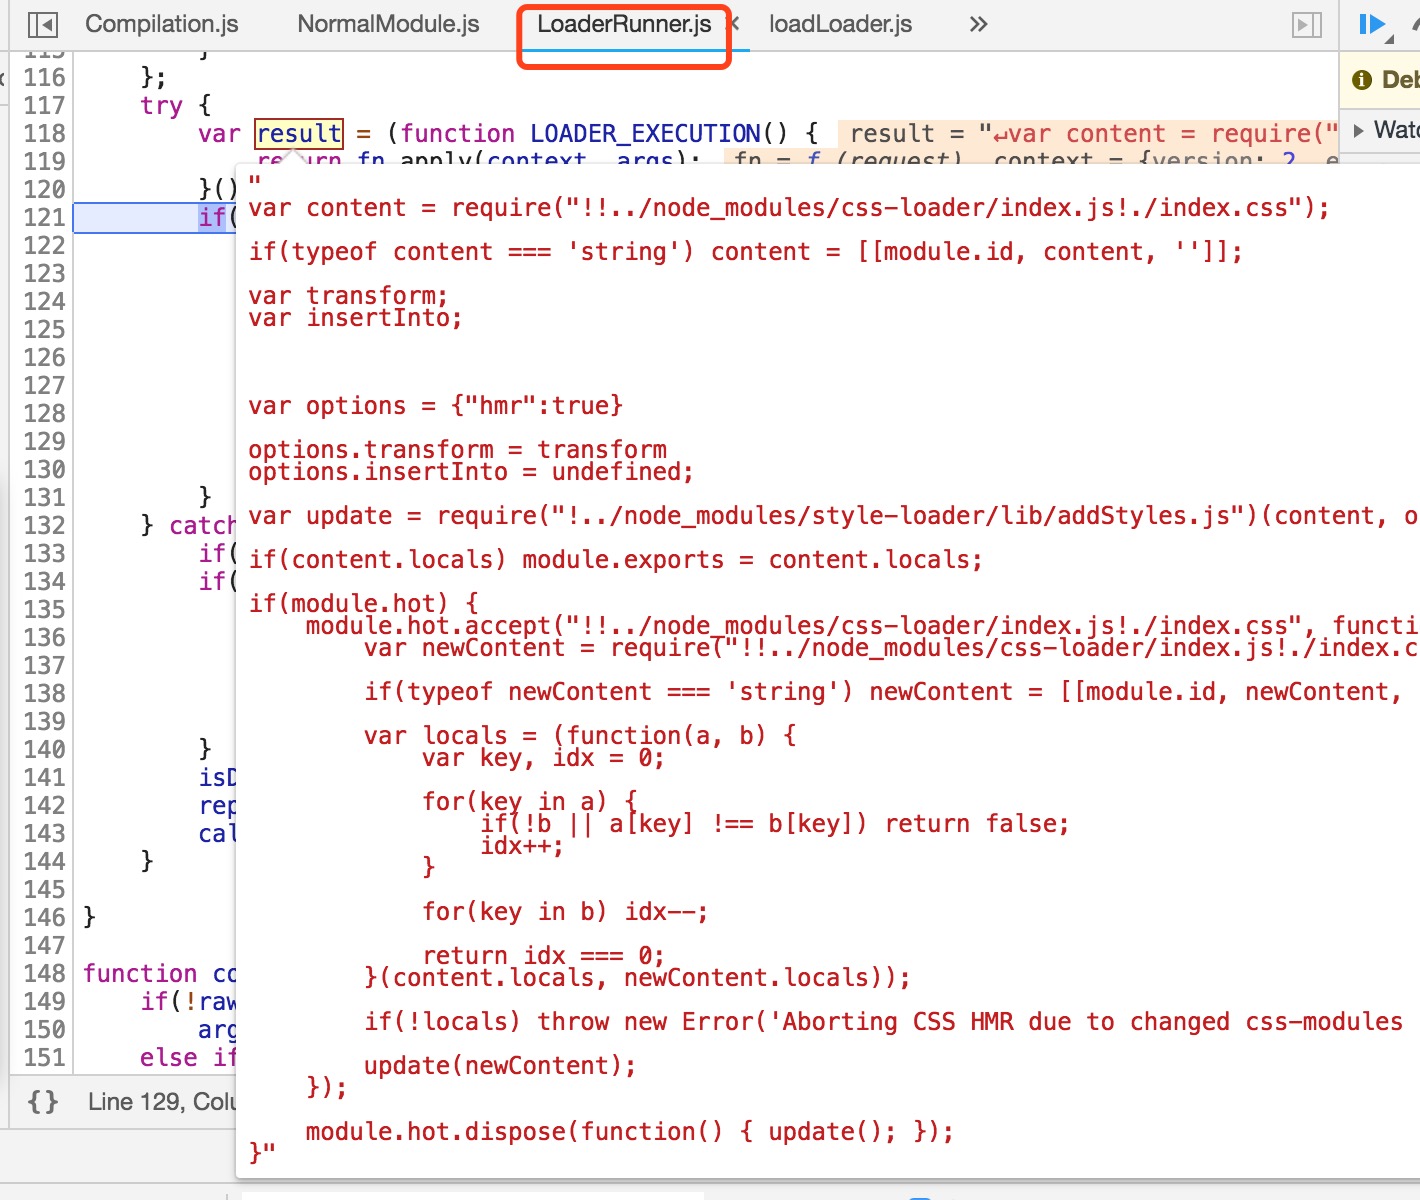 Compilation.js NormalModule.js LoaderRunner.js × loadLoader.js »
Deb
115 }
116 };
117 try {
118 var result = (function LOADER_EXECUTION() { result = "↵var content = require("
119 return fn.apply(context, args); fn = f (request), context = {version: 2, e
120 }()
121 if(
122
123
124
125
126
127
128
129
130
131 }
132 } catch
133 if(
134 if(
135
136
137
138
139
140 }
141 isD
142 rep
143 cal
144 }
145
146 }
147
148 function co
149 if(!raw
150 arg
151 else if
Watc
"
var content = require("!!../node_modules/css-loader/index.js!./index.css");
if(typeof content === 'string') content = [[module.id, content, '']];
var transform;
var insertInto;
var options = {"hmr":true}
options.transform = transform
options.insertInto = undefined;
var update = require("!../node_modules/style-loader/lib/addStyles.js")(content, o
if(content.locals) module.exports = content.locals;
if(module.hot) {
module.hot.accept("!!../node_modules/css-loader/index.js!./index.css", functi
var newContent = require("!!../node_modules/css-loader/index.js!./index.c
if(typeof newContent === 'string') newContent = [[module.id, newContent,
var locals = (function(a, b) {
var key, idx = 0;
for(key in a) {
if(!b || a[key] !== b[key]) return false;
idx++;
}
for(key in b) idx--;
return idx === 0;
}(content.locals, newContent.locals));
if(!locals) throw new Error('Aborting CSS HMR due to changed css-modules
update(newContent);
});
module.hot.dispose(function() { update(); });
}"
{} Line 129, Colu